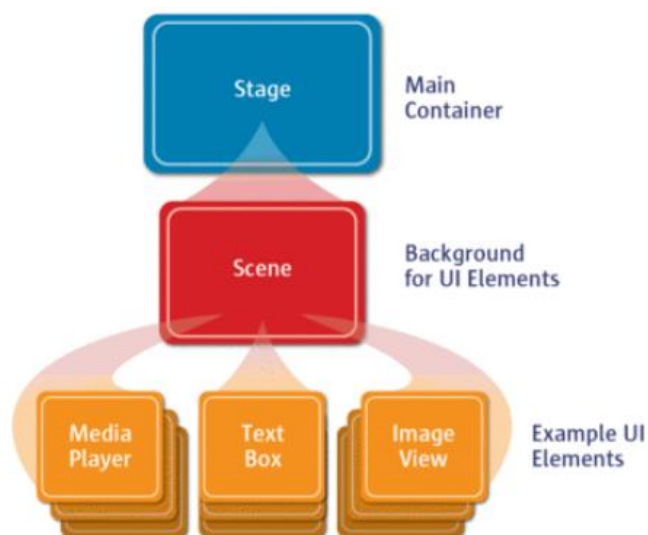 Stage
Main
Container
Scene
Background
for UI Elements
Media
Player
Text
Box
Image
View
Example UI
Elements